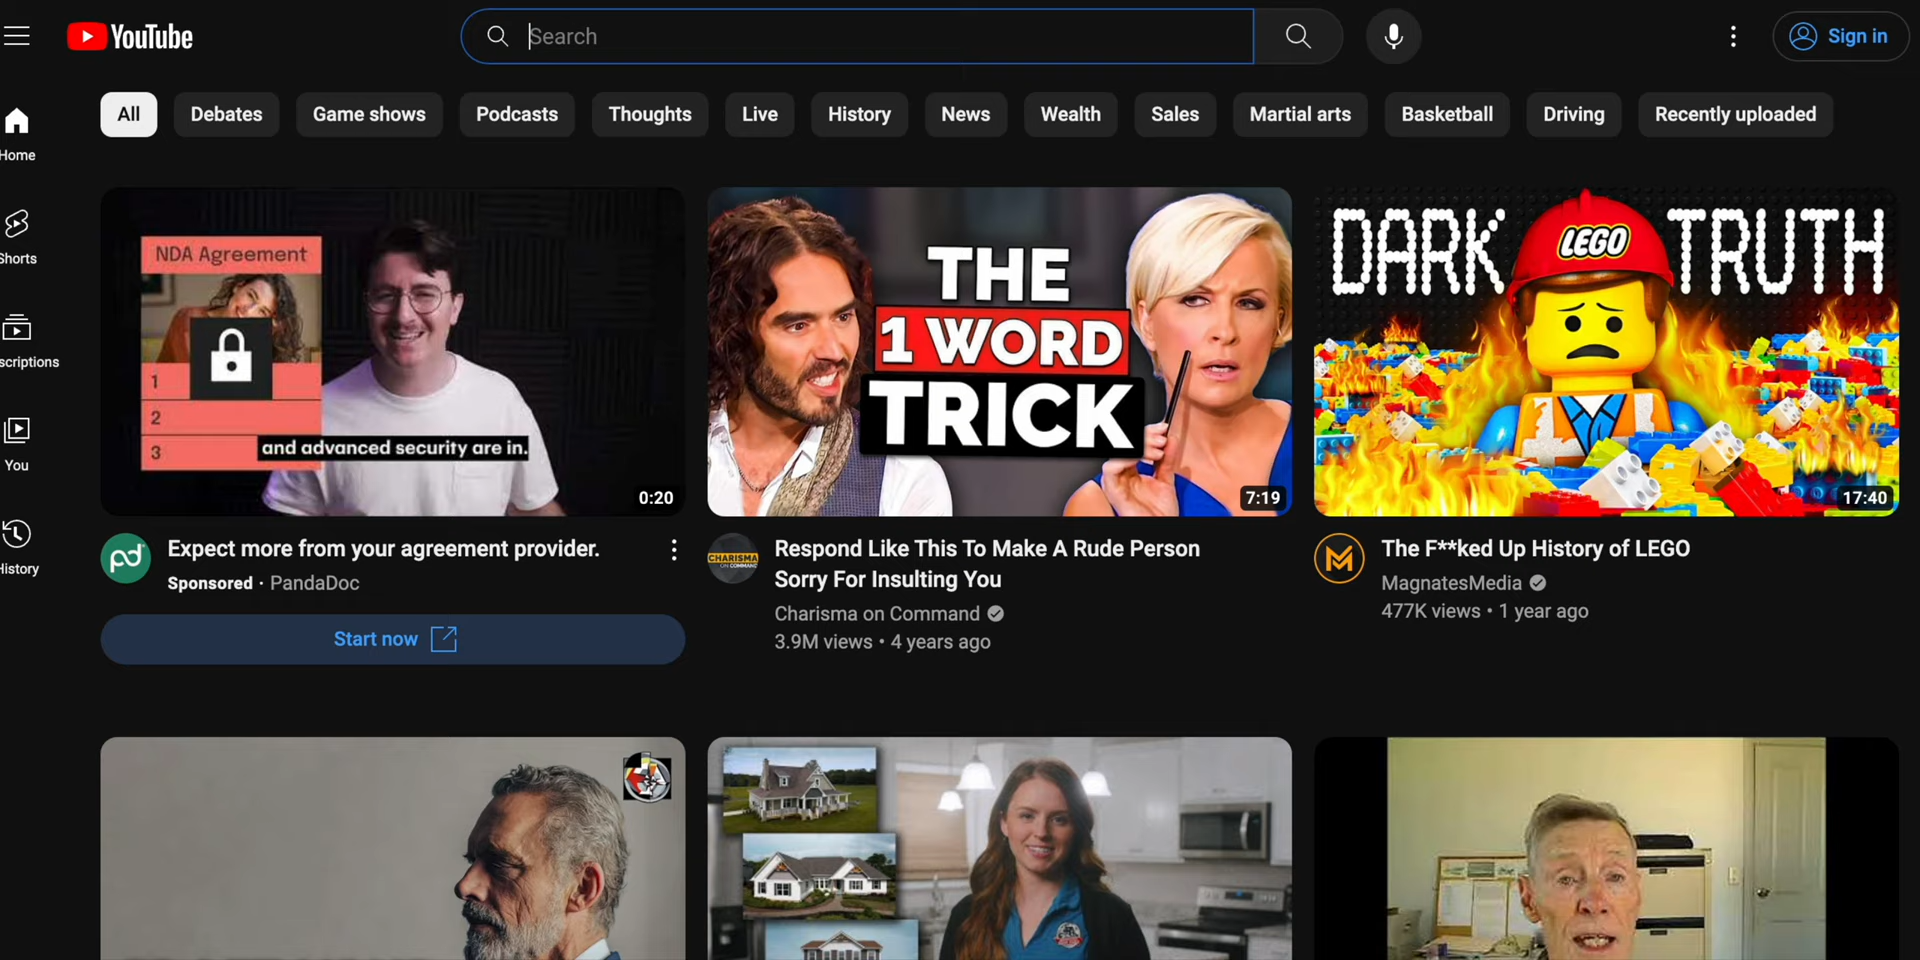 YouTube
Search
Sign in
All
Debates
Game shows
Podcasts
Thoughts
Live
History
News
Wealth
Sales
Martial arts
Basketball
Driving
Recently uploaded
Home
Shorts
scriptions
You
History
NDA Agreement
1
2
3
and advanced security are in.
0:20
pd
Expect more from your agreement provider.
Sponsored · PandaDoc
Start now
THE
1 WORD
TRICK
7:19
CHARISMA
ON COMMAND
Respond Like This To Make A Rude Person
Sorry For Insulting You
Charisma on Command
3.9M views • 4 years ago
DARK TRUTH
LEGO
17:40
M
The F**ked Up History of LEGO
MagnatesMedia
477K views • 1 year ago